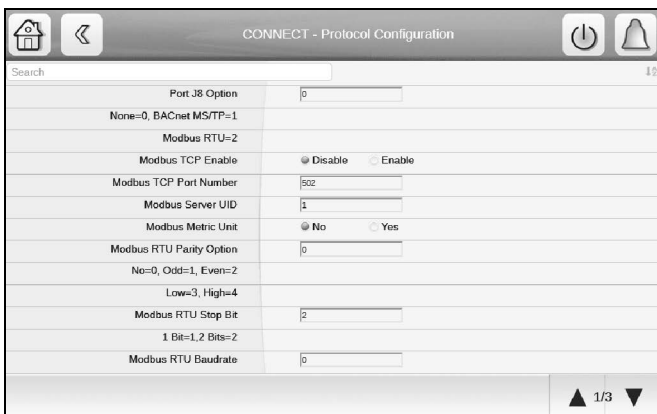 CONNECT - Protocol Configuration
Search
Port J8 Option 0
None=0, BACnet MS/TP=1
Modbus RTU=2
Modbus TCP Enable Disable Enable
Modbus TCP Port Number 502
Modbus Server UID 1
Modbus Metric Unit No Yes
Modbus RTU Parity Option 0
No=0, Odd=1, Even=2
Low=3, High=4
Modbus RTU Stop Bit 2
1 Bit=1,2 Bits=2
Modbus RTU Baudrate 0
1/3